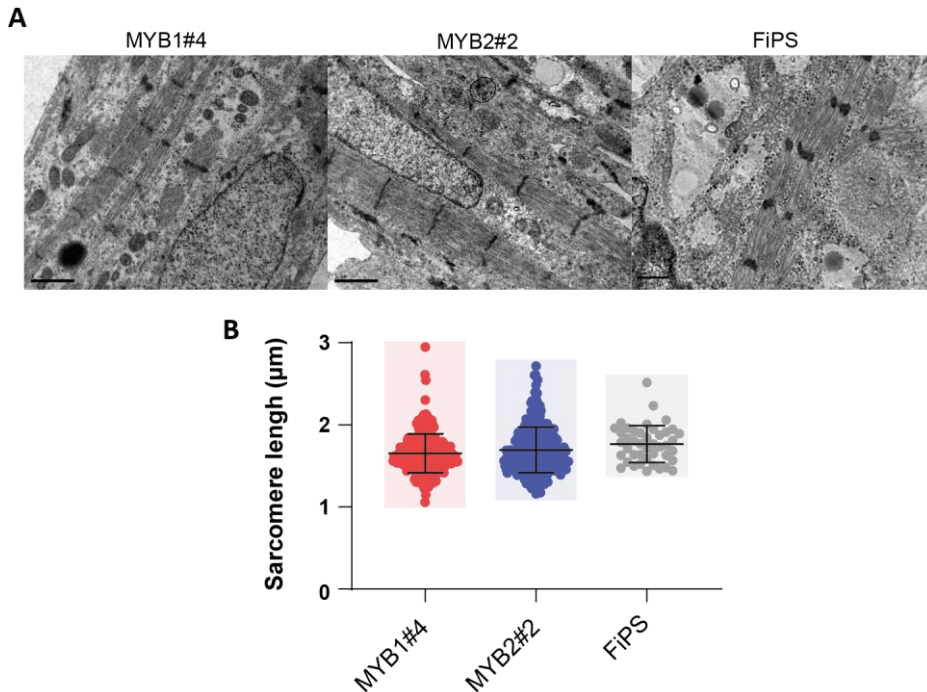 A
MYB1#4
MYB2#2
FiPS
B
Sarcomere lengh (µm)
3
2
1
0
MYB1#4
MYB2#2
FiPS